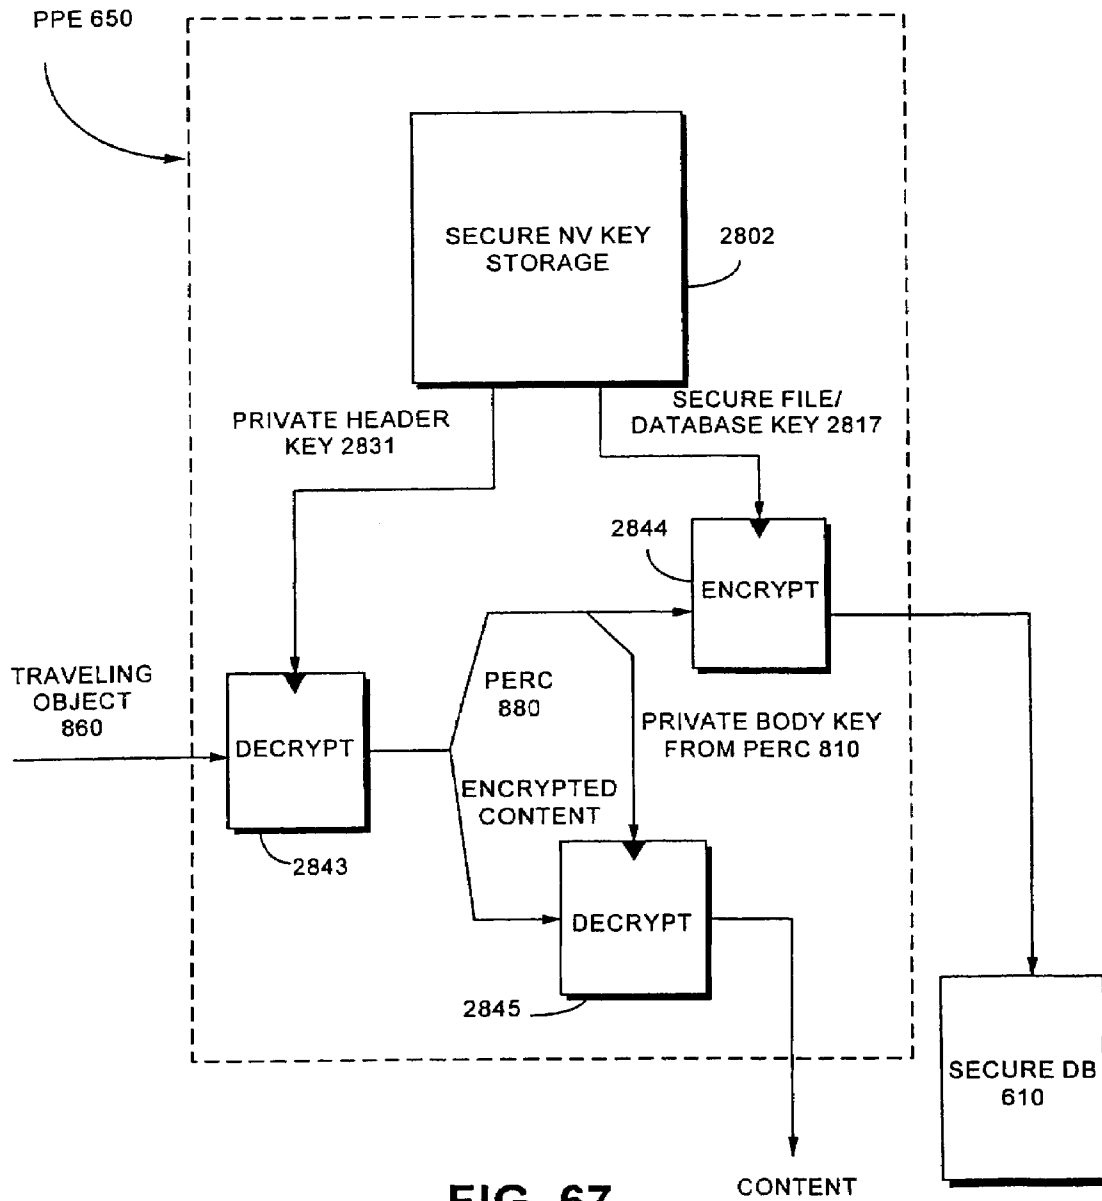 PPE 650
SECURE NV KEY
STORAGE
2802
PRIVATE HEADER
KEY 2831
SECURE FILE/
DATABASE KEY 2817
2844
ENCRYPT
TRAVELING
OBJECT
860
DECRYPT
2843
PERC
880
PRIVATE BODY KEY
FROM PERC 810
ENCRYPTED
CONTENT
DECRYPT
2845
SECURE DB
610
CONTENT
FIG. 67